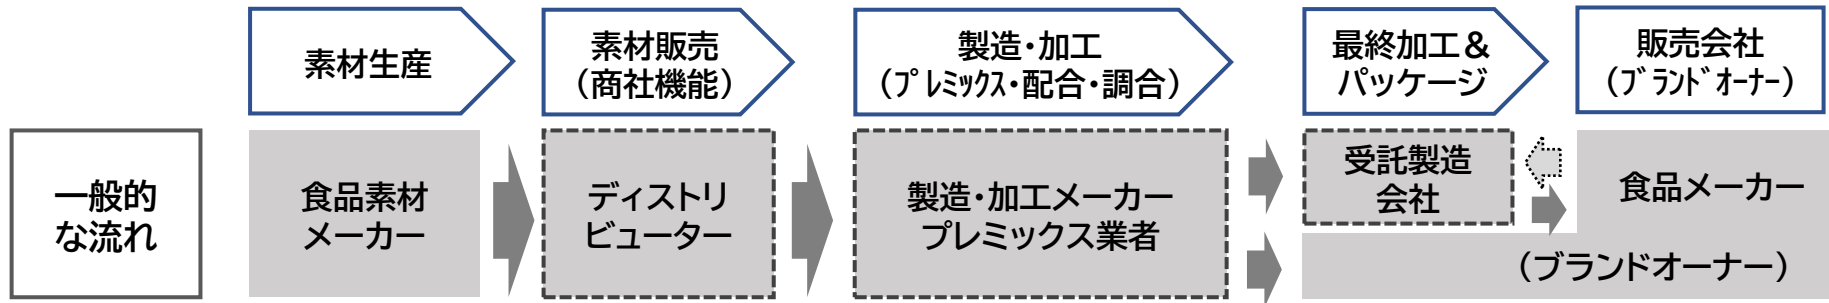 素材生産
素材販売
（商社機能）
製造・加工
（ﾌﾟﾚﾐｯｸｽ・配合・調合）
最終加工＆
パッケージ
販売会社
（ﾌﾞﾗﾝﾄﾞｵｰﾅｰ）
一般的
な流れ
食品素材
メーカー
ディストリ
ビューター
製造・加工メーカー
プレミックス業者
受託製造
会社
食品メーカー
（ブランドオーナー）